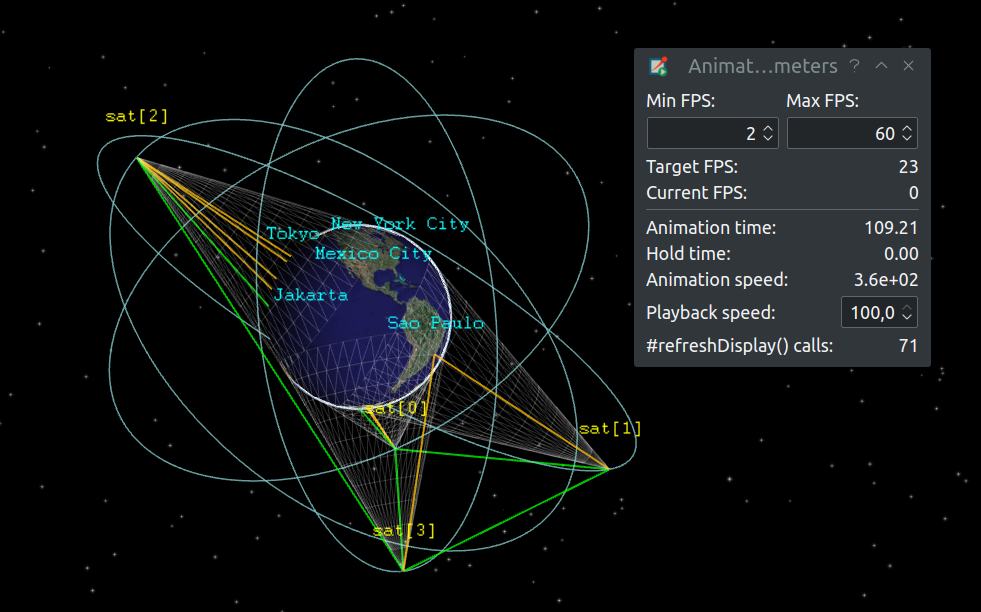 sat[2]
New York City
Tokyo
Mexico City
Jakarta
Sao Paulo
sat[0]
sat[1]
sat[3]
Animat...meters
Min FPS: Max FPS:
2 60
Target FPS: 23
Current FPS: 0
Animation time: 109.21
Hold time: 0.00
Animation speed: 3.6e+02
Playback speed: 100,0
#refreshDisplay() calls: 71